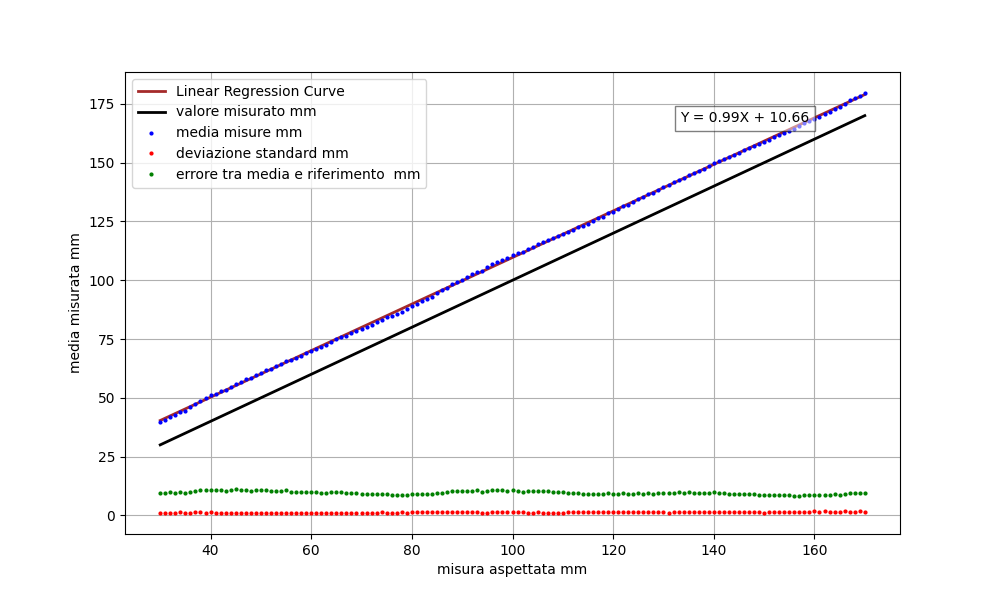 Linear Regression Curve
valore misurato mm
media misure mm
deviazione standard mm
errore tra media e riferimento  mm
Y = 0.99X + 10.66
175
150
125
100
75
50
25
0
media misurata mm
40 60 80 100 120 140 160
misura aspettata mm